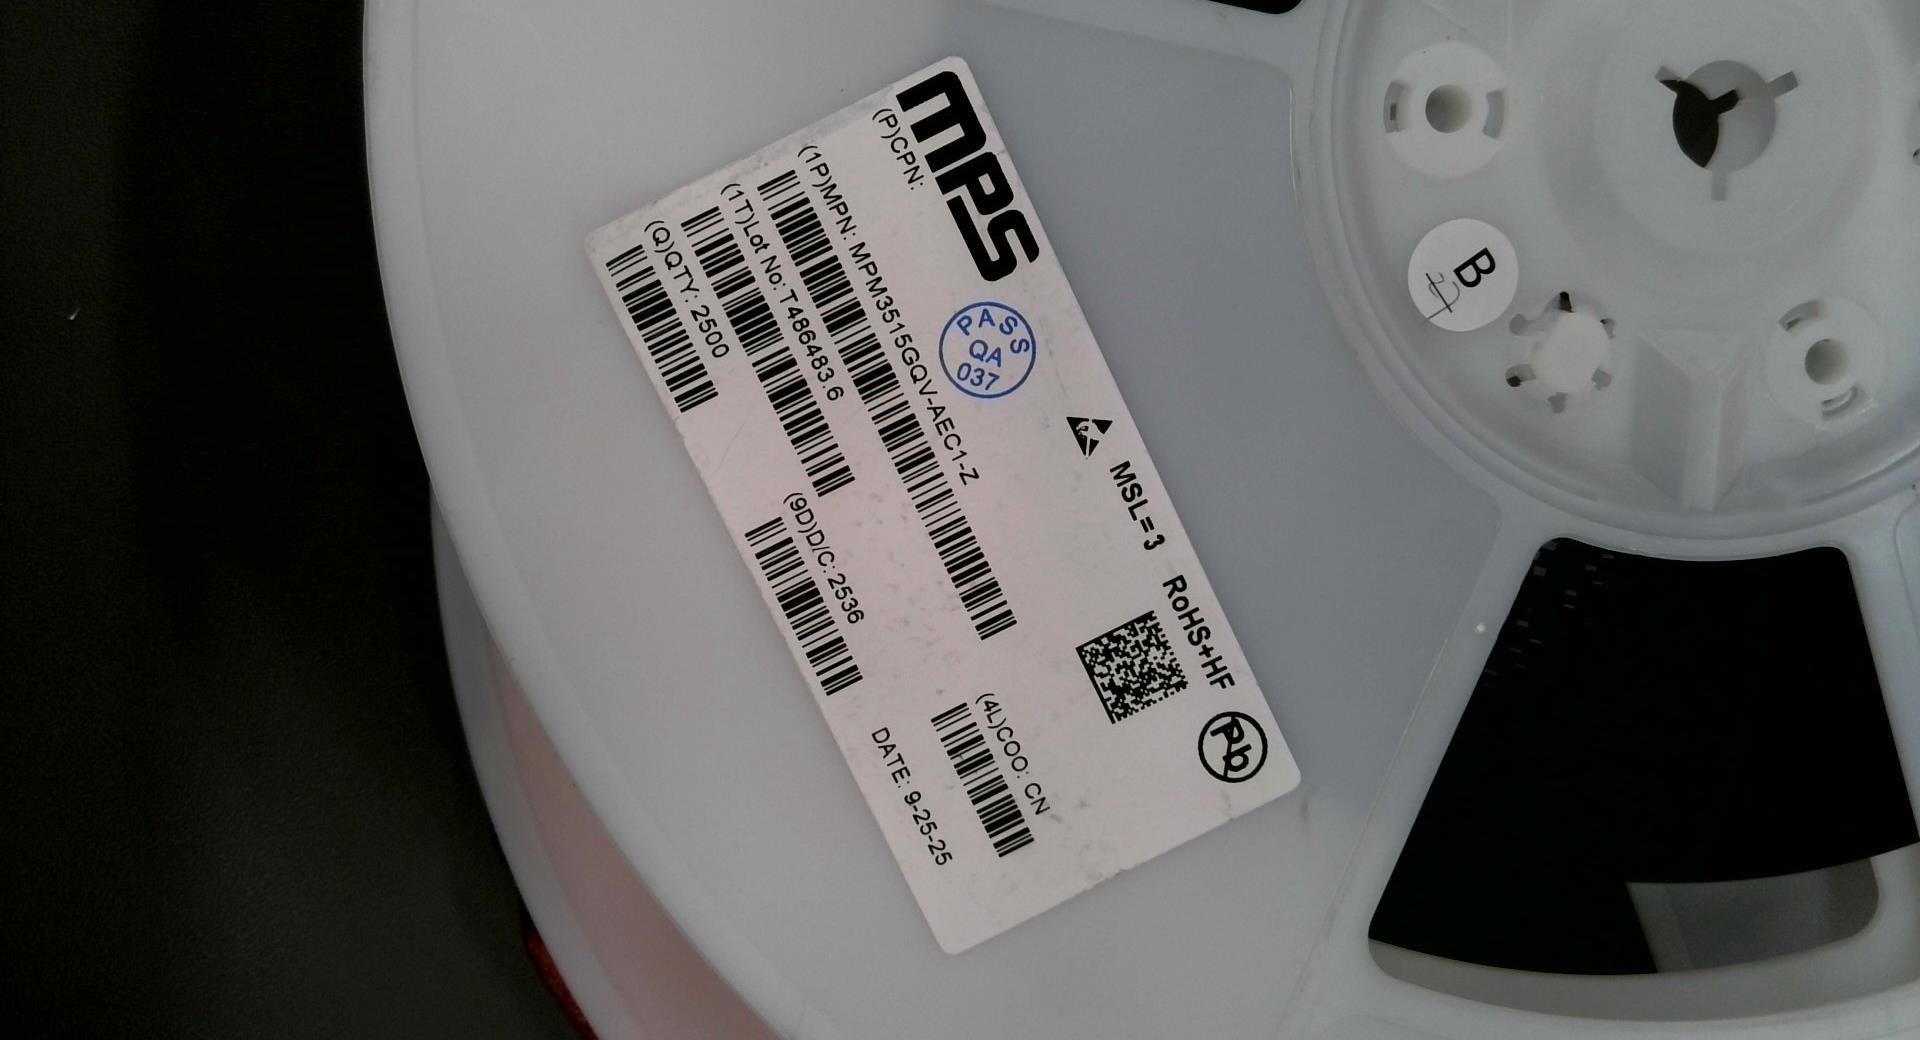 mPS
(P)CPN:
(1P)MPN: MPM3515GQV-AEC1-Z
(1T)Lot No:T486483.6
(Q)QTY: 2500
(9D)D/C: 2536
(4L)COO: CN
DATE: 9-25-25
PASS
QA
037
MSL= 3 RoHS+HF
Pb
B